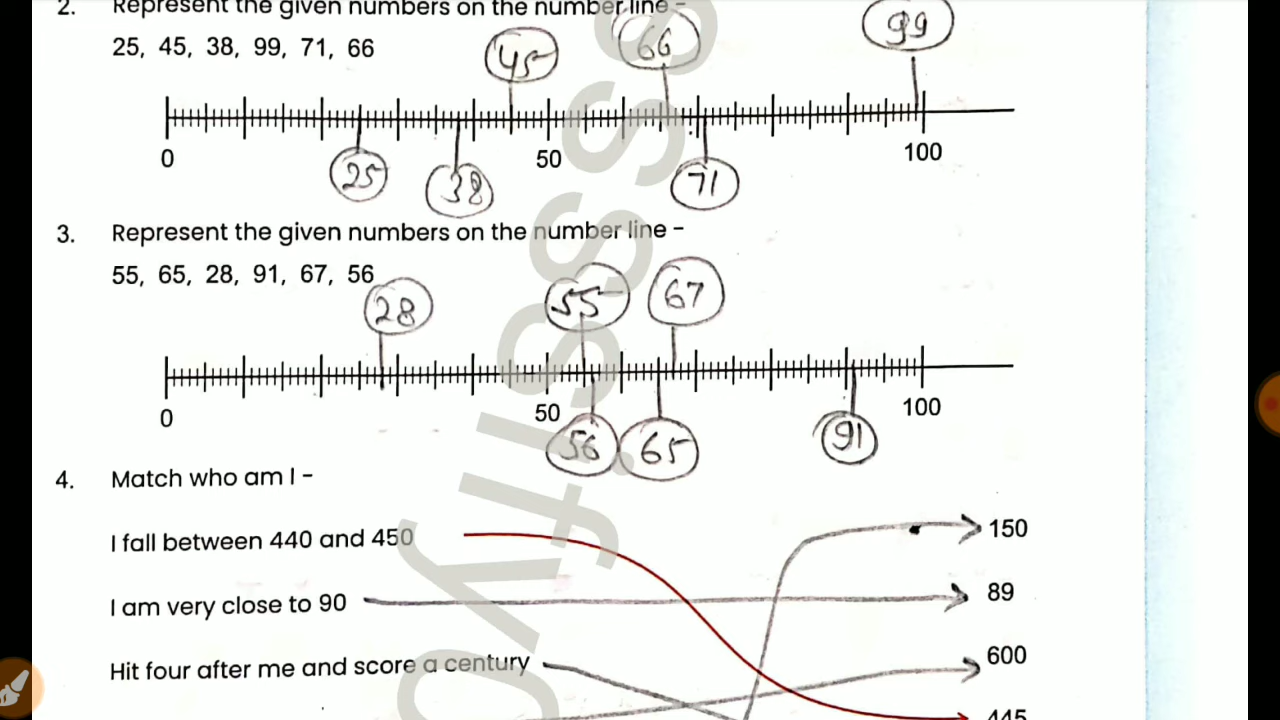 2. Represent the given numbers on the number line -
25, 45, 38, 99, 71, 66
45 66 99
0 50 100
25 38 71
3. Represent the given numbers on the number line -
55, 65, 28, 91, 67, 56
28 55 67
0 50 100
56 65 91
4. Match who am I -
I fall between 440 and 450 150
I am very close to 90 89
Hit four after me and score a century 600
445